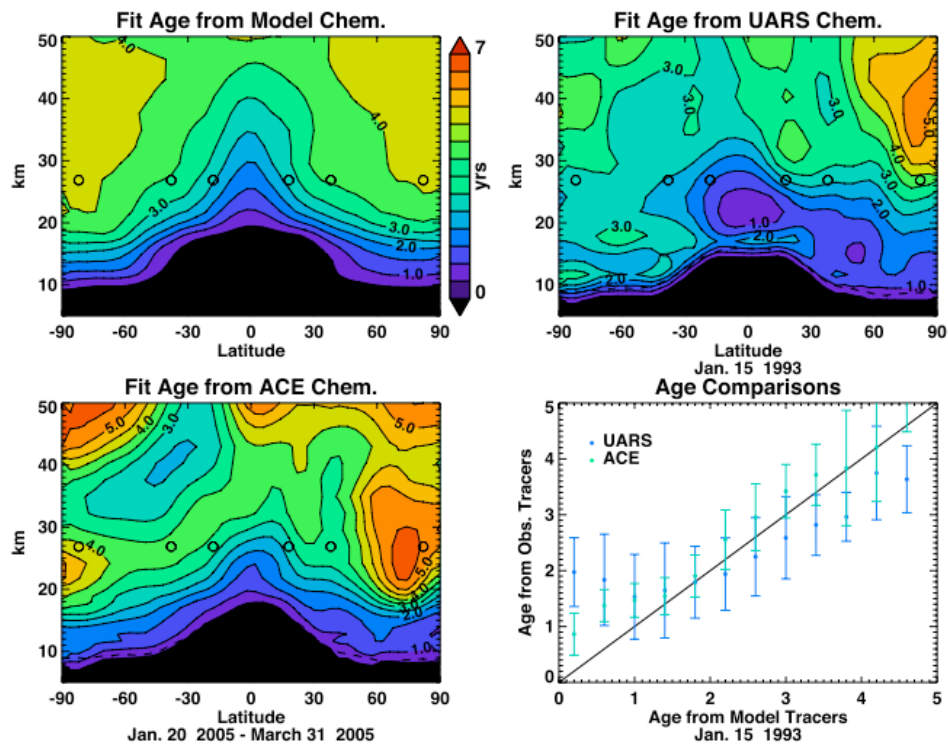 Fit Age from Model Chem.
50
40
30
20
10
km
4.0
4.0
3.0
3.0
2.0
1.0
-90 -60 -30 0 30 60 90
Latitude
7
yrs
0
Fit Age from UARS Chem.
50
40
30
20
10
km
3.0
3.0
3.0
3.0
4.0
5.0
3.0
1.0
2.0
2.0
3.0
2.0
1.0
-90 -60 -30 0 30 60 90
Latitude
Jan. 15 1993
Fit Age from ACE Chem.
50
40
30
20
10
km
5.0
4.0
3.0
4.0
5.0
3.0
4.0
2.0
1.0
-90 -60 -30 0 30 60 90
Latitude
Jan. 20 2005 - March 31 2005
Age Comparisons
5
4
3
2
1
0
Age from Obs. Tracers
UARS
ACE
0 1 2 3 4 5
Age from Model Tracers
Jan. 15 1993